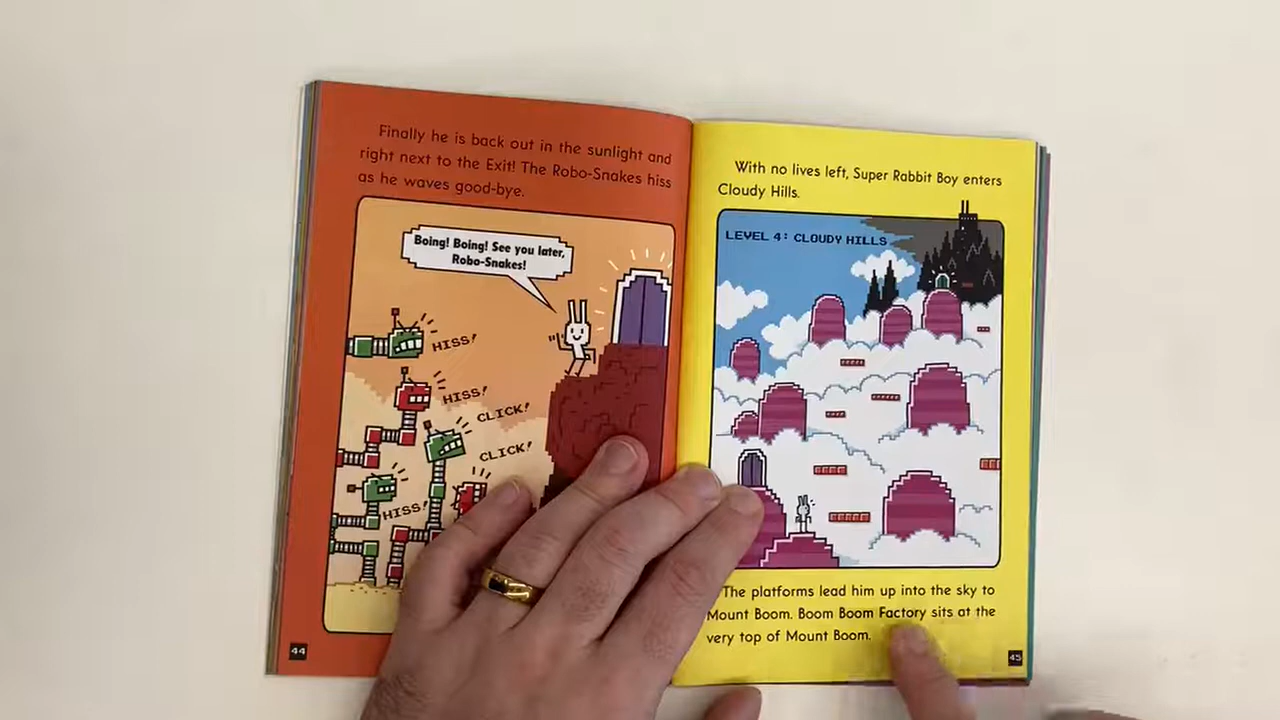 Finally he is back out in the sunlight and
right next to the Exit! The Robo-Snakes hiss
as he waves good-bye.
Boing! Boing! See you later,
Robo-Snakes!
HISS!
HISS!
CLICK!
CLICK!
HISS!
44
With no lives left, Super Rabbit Boy enters
Cloudy Hills.
LEVEL 4: CLOUDY HILLS
The platforms lead him up into the sky to
Mount Boom. Boom Boom Factory sits at the
very top of Mount Boom.
45